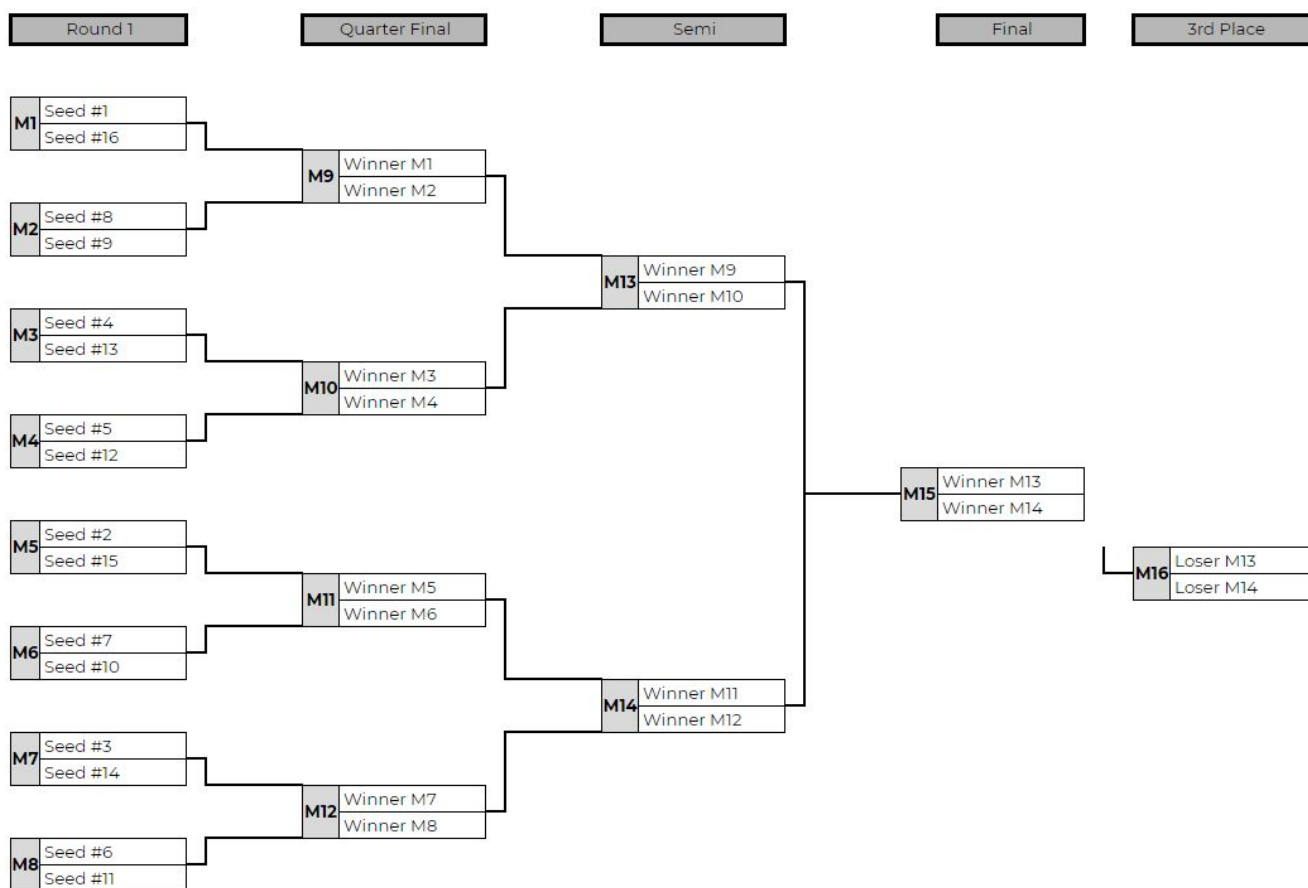 Round 1
Quarter Final
Semi
Final
3rd Place
M1
Seed #1
Seed #16
M2
Seed #8
Seed #9
M3
Seed #4
Seed #13
M4
Seed #5
Seed #12
M5
Seed #2
Seed #15
M6
Seed #7
Seed #10
M7
Seed #3
Seed #14
M8
Seed #6
Seed #11
M9
Winner M1
Winner M2
M10
Winner M3
Winner M4
M11
Winner M5
Winner M6
M12
Winner M7
Winner M8
M13
Winner M9
Winner M10
M14
Winner M11
Winner M12
M15
Winner M13
Winner M14
M16
Loser M13
Loser M14